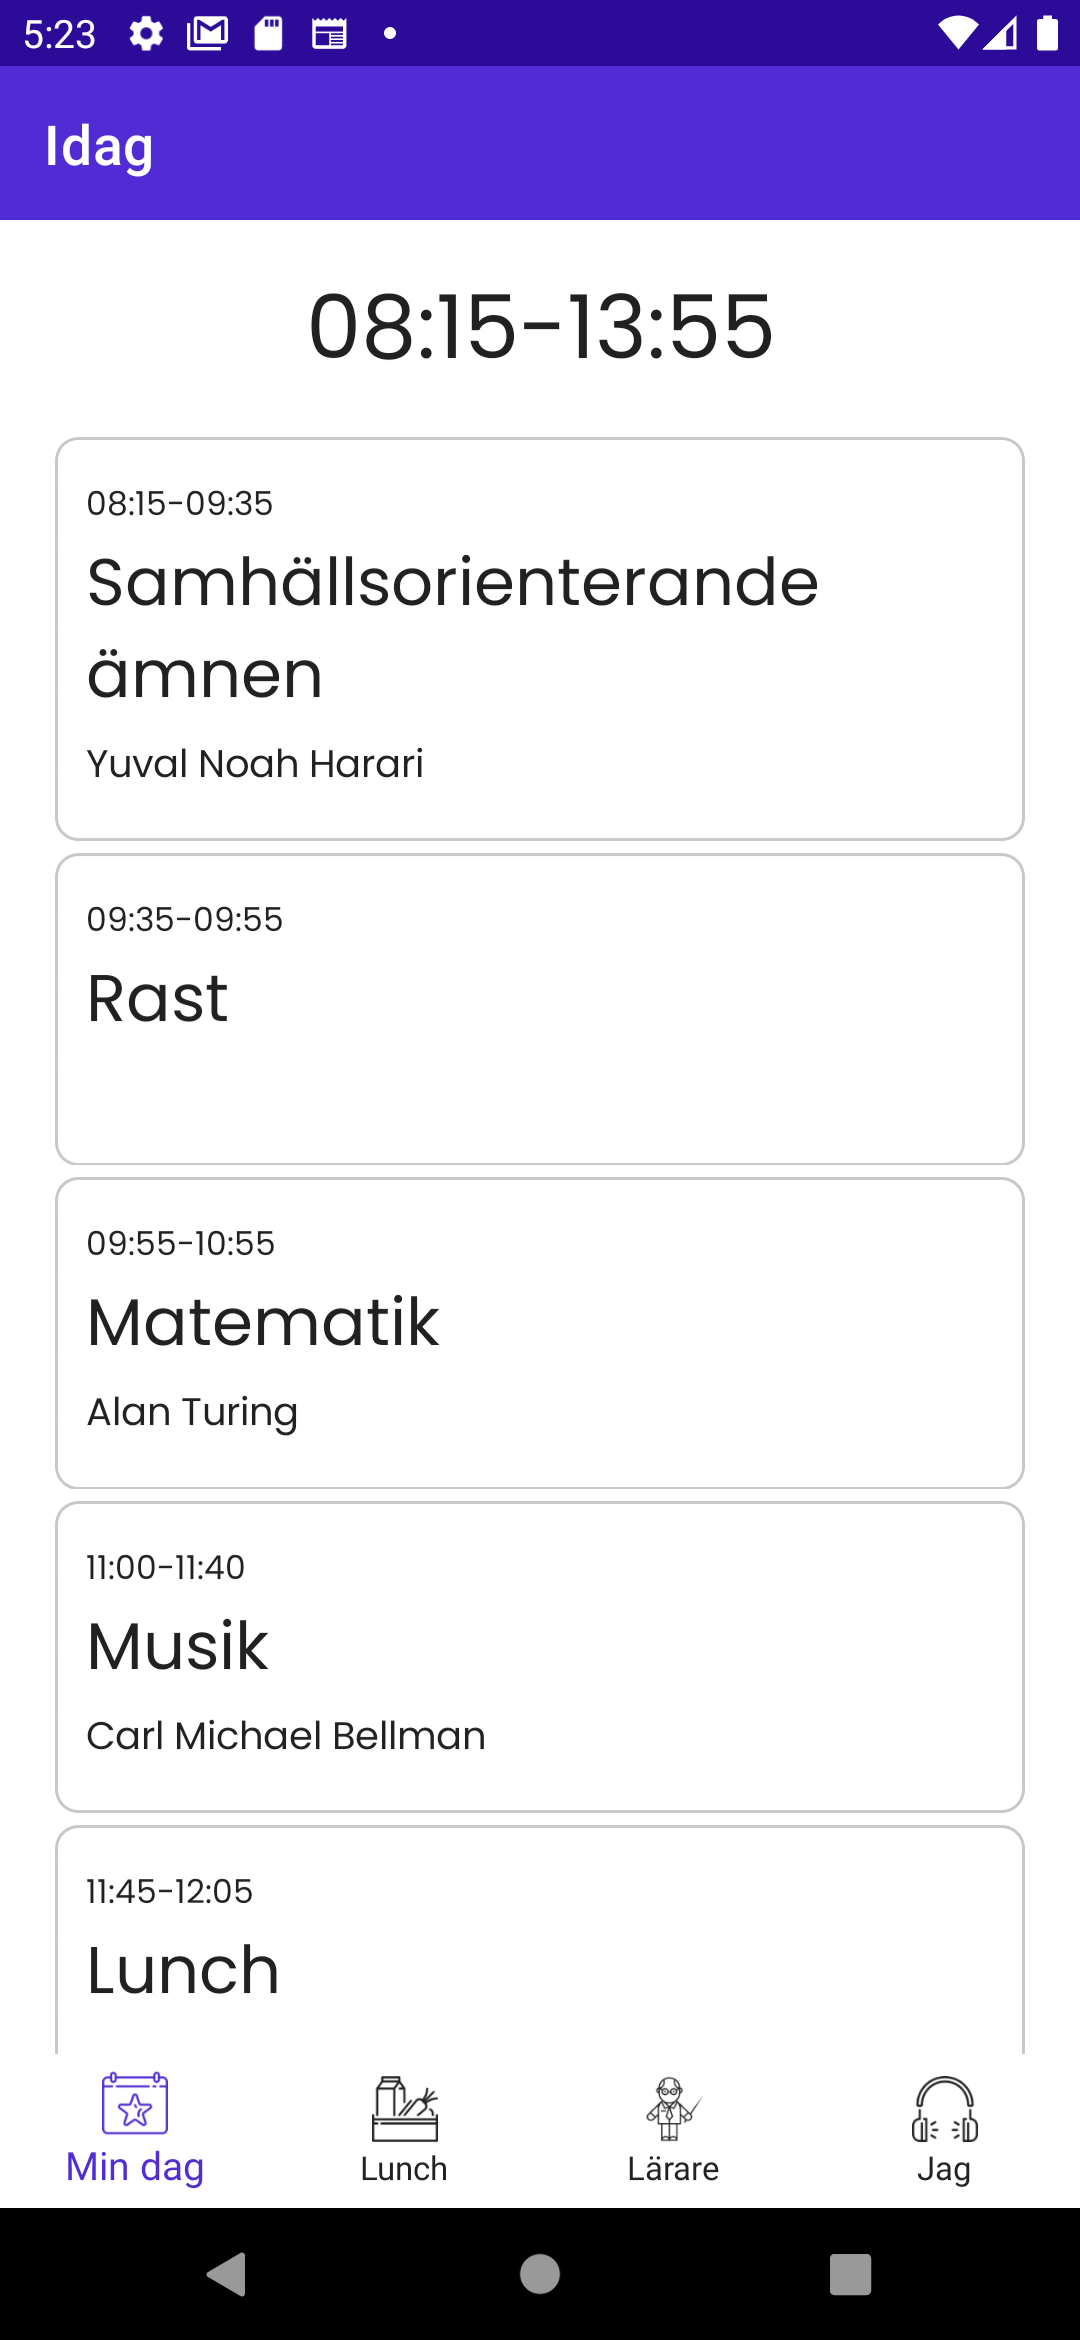 5:23
Idag
08:15-13:55
08:15-09:35
Samhällsorienterande
ämnen
Yuval Noah Harari
09:35-09:55
Rast
09:55-10:55
Matematik
Alan Turing
11:00-11:40
Musik
Carl Michael Bellman
11:45-12:05
Lunch
Min dag
Lunch
Lärare
Jag